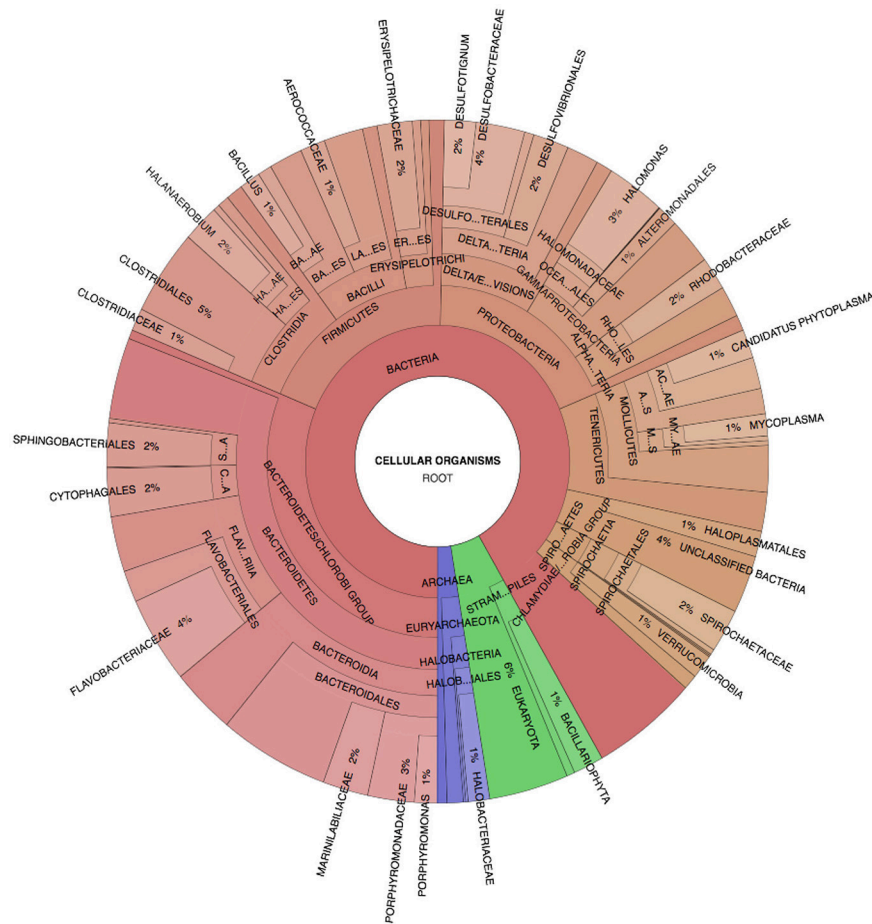 CELLULAR ORGANISMS
ROOT
BACTERIA
FIRMICUTES
CLOSTRIDIA
BACILLI
ERYSIPELOTRICHI
CLOSTRIDIACEAE 1%
CLOSTRIDIALES 5%
HALANAEROBIUM 2%
HA...AE
HA...ES
BACILLUS 1%
BA...AE
BA...ES
AEROCOCCACEAE 1%
LA...ES
ERYSIPELOTRICHACEAE 2%
ER...ES
PROTEOBACTERIA
DELTA/E...VISIONS
DELTA...TERIA
DESULFO...TERALES
2% DESULFOTIGNUM
4% DESULFOBACTERACEAE
2% DESULFOVIBRIONALES
GAMMAPROTEOBACTERIA
OCEA...ALES
HALOMONADACEAE
3% HALOMONAS
1% ALTEROMONADALES
ALPHA...TERIA
RHO...LES
2% RHODOBACTERACEAE
TENERICUTES
MOLLICUTES
A...S
AC...AE
1% CANDIDATUS PHYTOPLASMA
M...S
MY...AE
1% MYCOPLASMA
1% HALOPLASMATALES
4% UNCLASSIFIED BACTERIA
SPIRO...AETES
SPIROCHAETIA
SPIROCHAETALES
2% SPIROCHAETACEAE
CHLAMYDIAE/...ROBIA GROUP
1% VERRUCOMICROBIA
STRAM...PILES
1% BACILLARIOPHYTA
6% EUKARYOTA
ARCHAEA
EURYARCHAEOTA
HALOBACTERIA
HALOB...IALES
1% HALOBACTERIACEAE
BACTEROIDETES/CHLOROBI GROUP
BACTEROIDETES
BACTEROIDIA
BACTEROIDALES
PORPHYROMONAS 1%
PORPHYROMONADACEAE 3%
MARINILABILIACEAE 2%
FLAV...RIIA
FLAVOBACTERIALES
FLAVOBACTERIACEAE 4%
C...A
CYTOPHAGALES 2%
A...S
SPHINGOBACTERIALES 2%